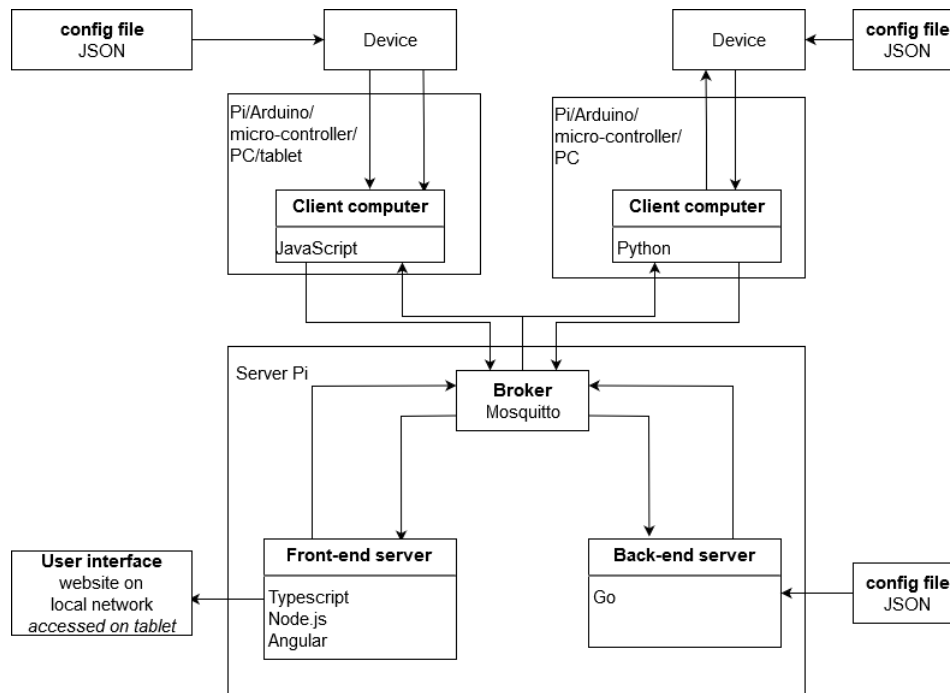 config file
JSON
Device
Device
config file
JSON
Pi/Arduino/
micro-controller/
PC/tablet
Pi/Arduino/
micro-controller/
PC
Client computer
JavaScript
Client computer
Python
Server Pi
Broker
Mosquitto
User interface
website on
local network
accessed on tablet
Front-end server
Typescript
Node.js
Angular
Back-end server
Go
config file
JSON